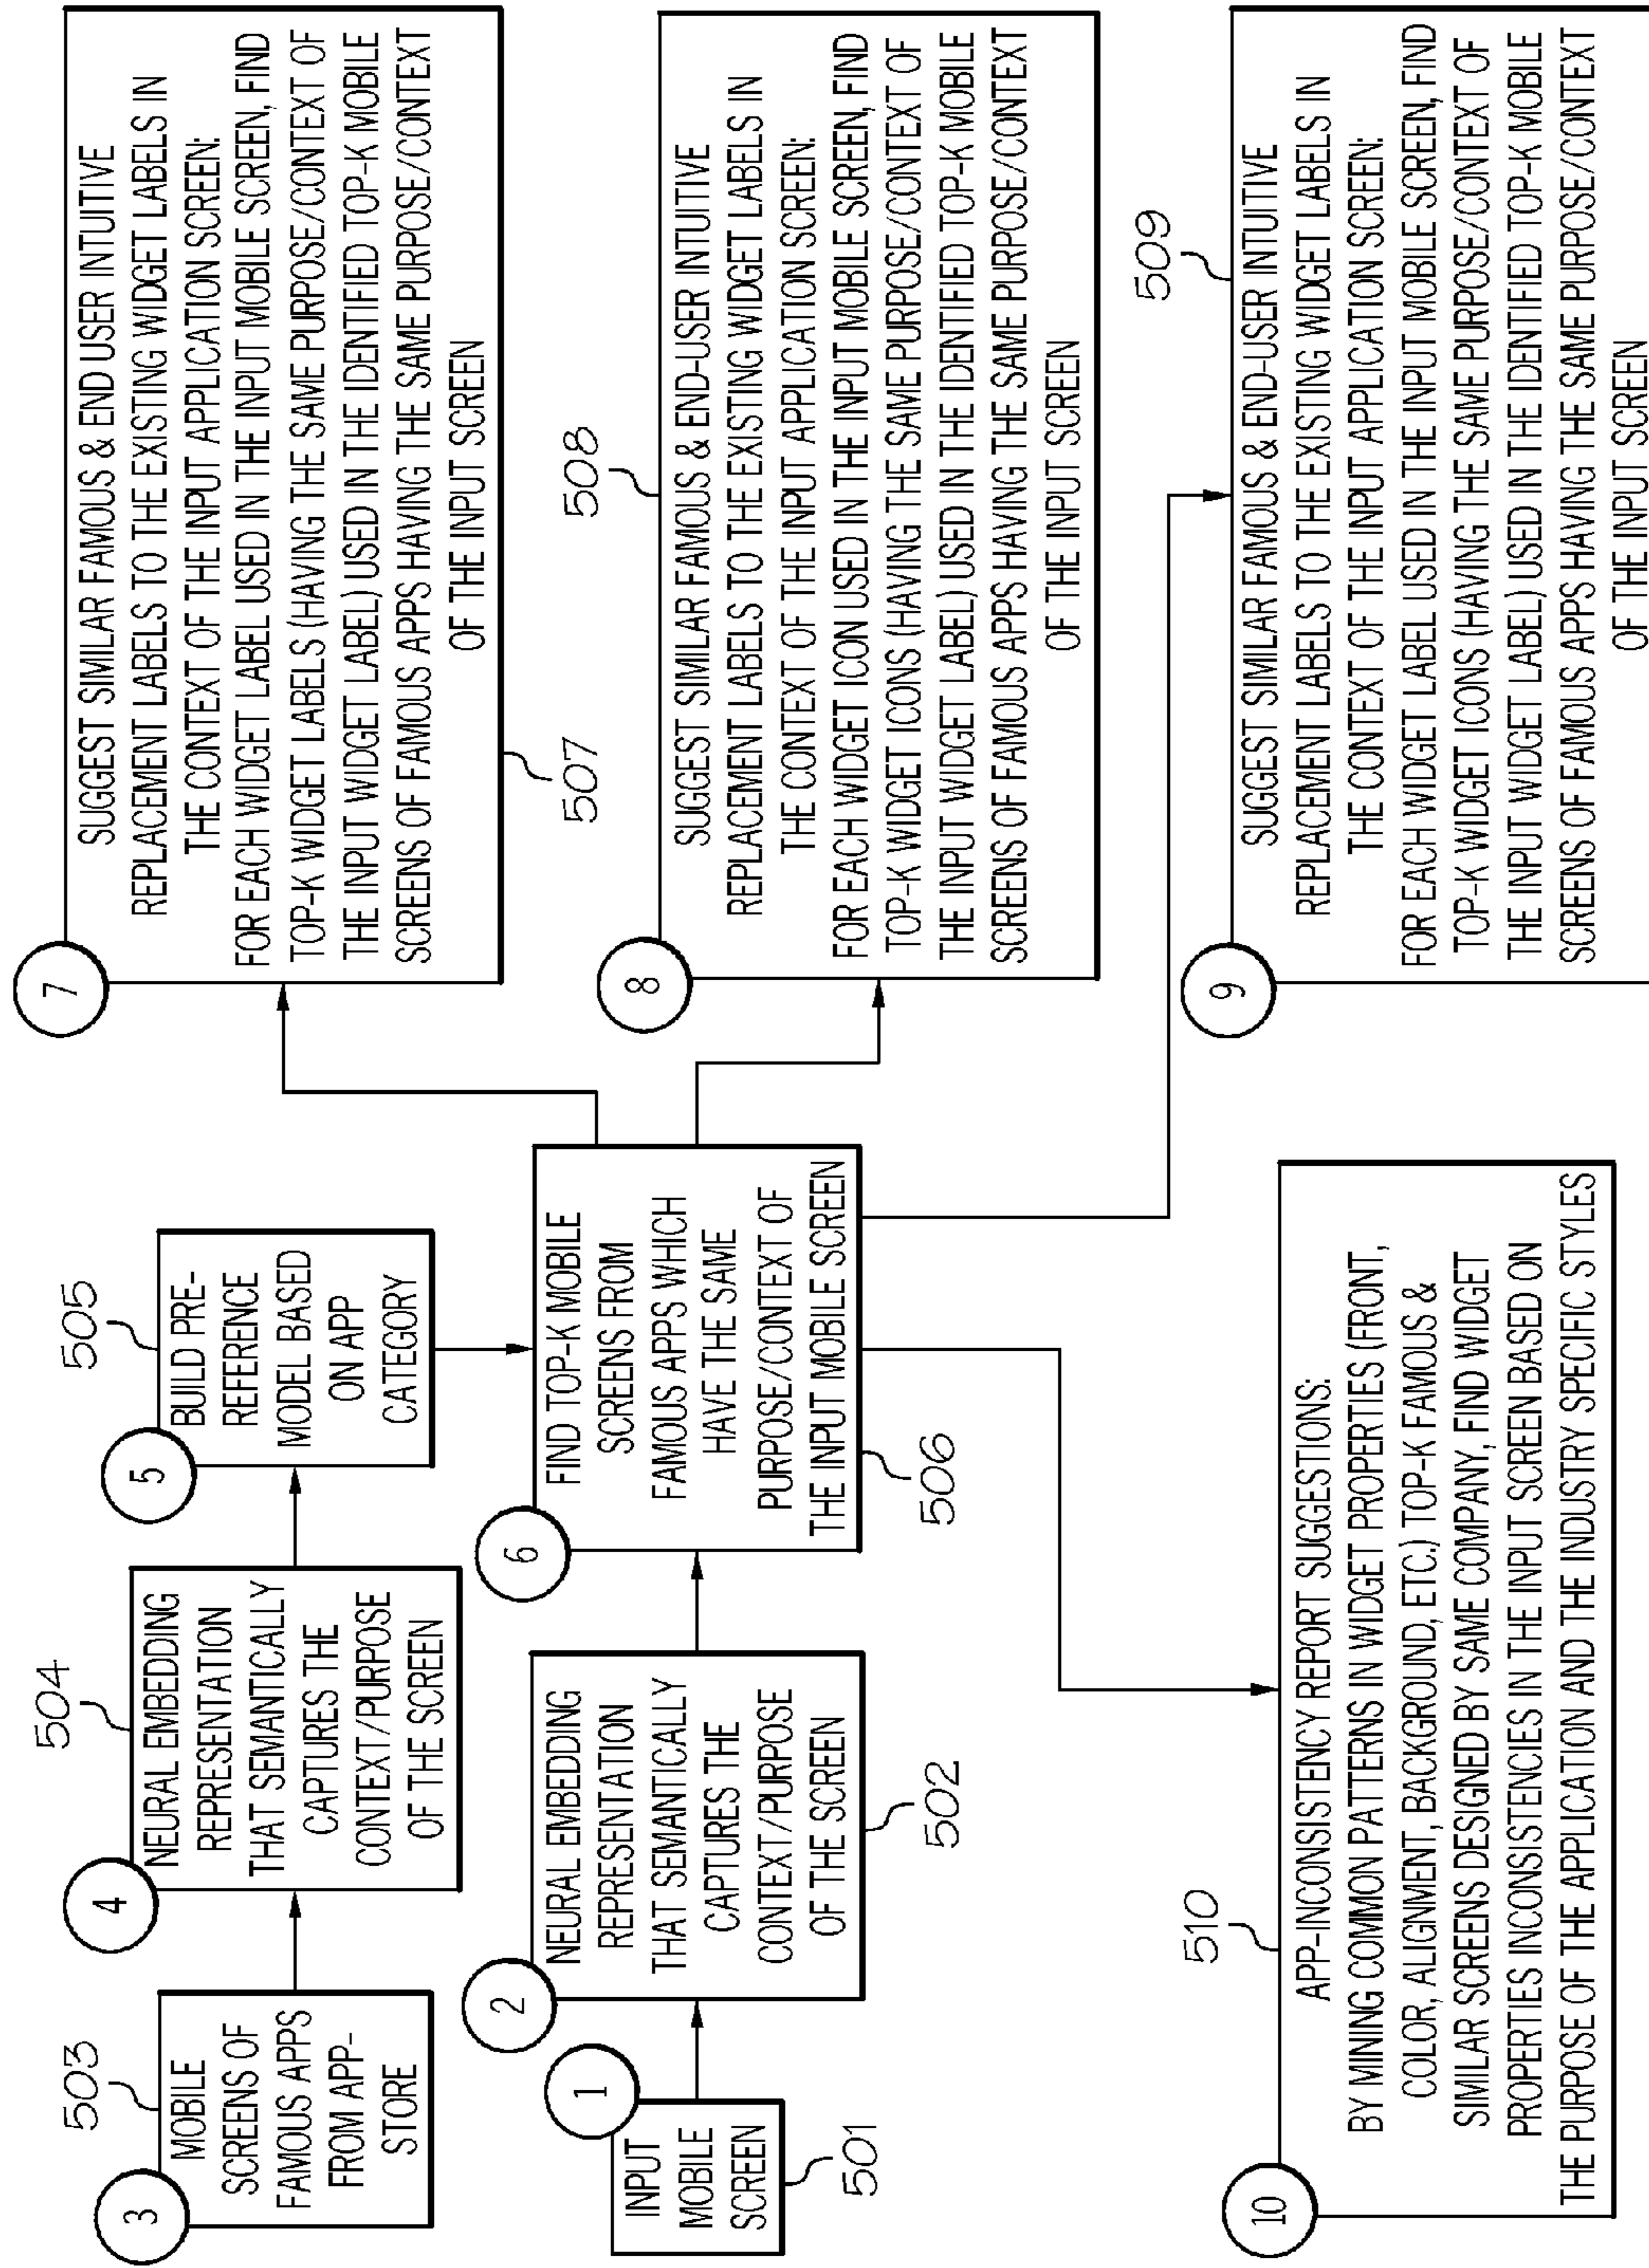 503
MOBILE
SCREENS OF
FAMOUS APPS
FROM APP-
STORE
3
504
NEURAL EMBEDDING
REPRESENTATION
THAT SEMANTICALLY
CAPTURES THE
CONTEXT/PURPOSE
OF THE SCREEN
4
505
BUILD PRE-
REFERENCE
MODEL BASED
ON APP
CATEGORY
5
1
INPUT
MOBILE
SCREEN
501
2
NEURAL EMBEDDING
REPRESENTATION
THAT SEMANTICALLY
CAPTURES THE
CONTEXT/PURPOSE
OF THE SCREEN
502
6
FIND TOP-K MOBILE
SCREENS FROM
FAMOUS APPS WHICH
HAVE THE SAME
PURPOSE/CONTEXT OF
THE INPUT MOBILE SCREEN
506
7
SUGGEST SIMILAR FAMOUS & END USER INTUITIVE
REPLACEMENT LABELS TO THE EXISTING WIDGET LABELS IN
THE CONTEXT OF THE INPUT APPLICATION SCREEN:
FOR EACH WIDGET LABEL USED IN THE INPUT MOBILE SCREEN, FIND
TOP-K WIDGET LABELS (HAVING THE SAME PURPOSE/CONTEXT OF
THE INPUT WIDGET LABEL) USED IN THE IDENTIFIED TOP-K MOBILE
SCREENS OF FAMOUS APPS HAVING THE SAME PURPOSE/CONTEXT
OF THE INPUT SCREEN
507
508
8
SUGGEST SIMILAR FAMOUS & END-USER INTUITIVE
REPLACEMENT LABELS TO THE EXISTING WIDGET LABELS IN
THE CONTEXT OF THE INPUT APPLICATION SCREEN:
FOR EACH WIDGET ICON USED IN THE INPUT MOBILE SCREEN, FIND
TOP-K WIDGET ICONS (HAVING THE SAME PURPOSE/CONTEXT OF
THE INPUT WIDGET LABEL) USED IN THE IDENTIFIED TOP-K MOBILE
SCREENS OF FAMOUS APPS HAVING THE SAME PURPOSE/CONTEXT
OF THE INPUT SCREEN
509
9
SUGGEST SIMILAR FAMOUS & END-USER INTUITIVE
REPLACEMENT LABELS TO THE EXISTING WIDGET LABELS IN
THE CONTEXT OF THE INPUT APPLICATION SCREEN:
FOR EACH WIDGET LABEL USED IN THE INPUT MOBILE SCREEN, FIND
TOP-K WIDGET ICONS (HAVING THE SAME PURPOSE/CONTEXT OF
THE INPUT WIDGET LABEL) USED IN THE IDENTIFIED TOP-K MOBILE
SCREENS OF FAMOUS APPS HAVING THE SAME PURPOSE/CONTEXT
OF THE INPUT SCREEN
510
10
APP-INCONSISTENCY REPORT SUGGESTIONS:
BY MINING COMMON PATTERNS IN WIDGET PROPERTIES (FRONT,
COLOR, ALIGNMENT, BACKGROUND, ETC.) TOP-K FAMOUS &
SIMILAR SCREENS DESIGNED BY SAME COMPANY, FIND WIDGET
PROPERTIES INCONSISTENCIES IN THE INPUT SCREEN BASED ON
THE PURPOSE OF THE APPLICATION AND THE INDUSTRY SPECIFIC STYLES